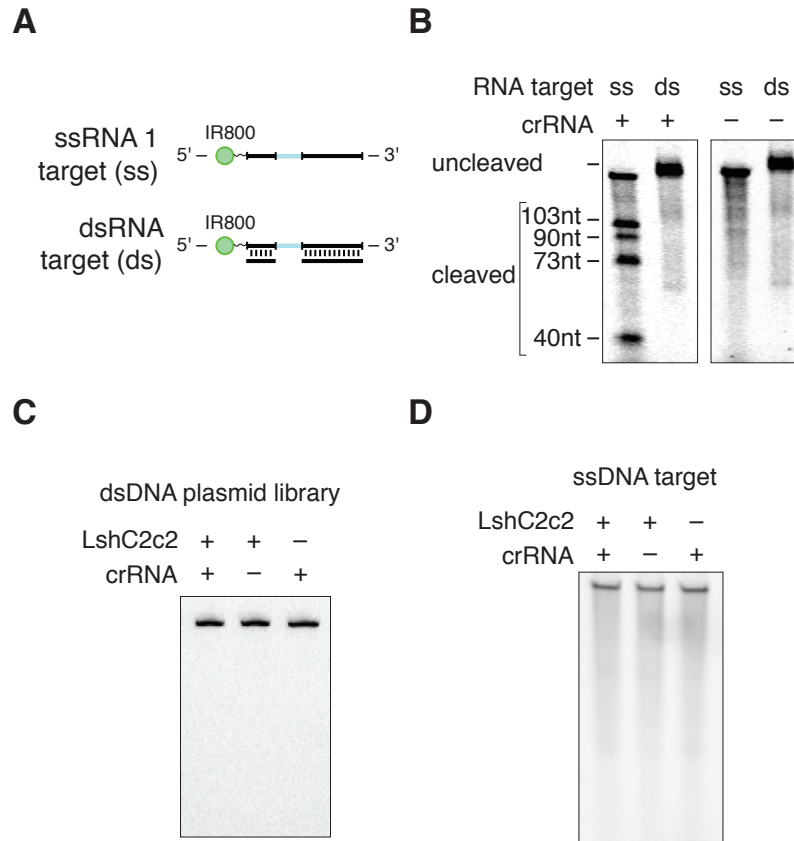 A
IR800
ssRNA 1
target (ss)
5' – – 3'
IR800
dsRNA
target (ds)
5' – – 3'
B
RNA target ss ds ss ds
crRNA + + – –
uncleaved –
103nt –
90nt –
73nt –
cleaved
40nt –
C
dsDNA plasmid library
LshC2c2 + + –
crRNA + – +
D
ssDNA target
LshC2c2 + + –
crRNA + – +